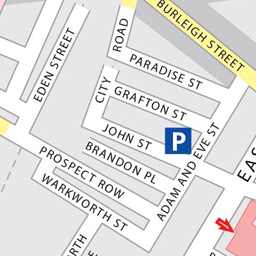 BURLEIGH STREET
ROAD
EDEN STREET
PARADISE ST
CITY
GRAFTON ST
JOHN ST
P
BRANDON PL
ADAM AND EVE ST
EAS
PROSPECT ROW
WARKWORTH ST
RTH